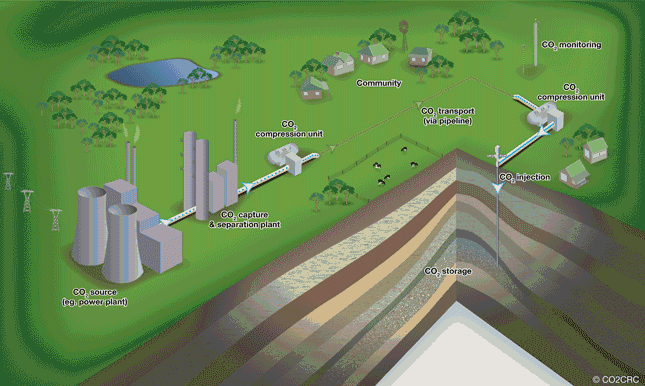 CO₂ monitoring
CO₂
compression unit
Community
CO₂ transport
(via pipeline)
CO₂
compression unit
CO₂ injection
CO₂ capture
& separation plant
CO₂ storage
CO₂ source
(eg. power plant)
© CO2CRC